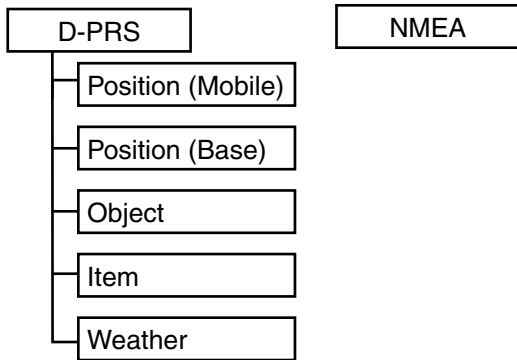 D-PRS
NMEA
Position (Mobile)
Position (Base)
Object
Item
Weather